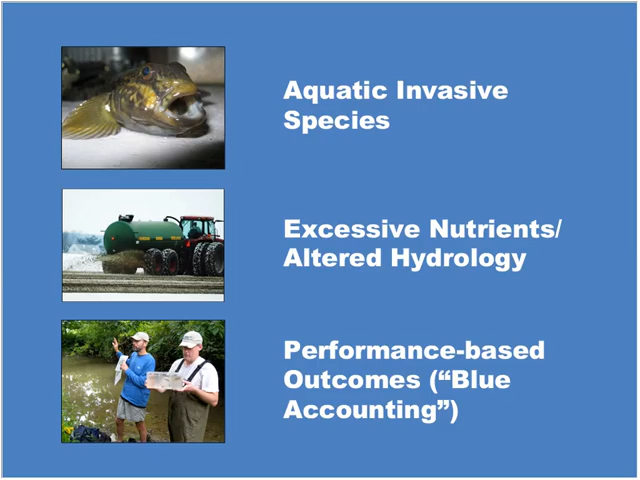 Aquatic Invasive
Species
Excessive Nutrients/
Altered Hydrology
Performance-based
Outcomes (“Blue
Accounting”)